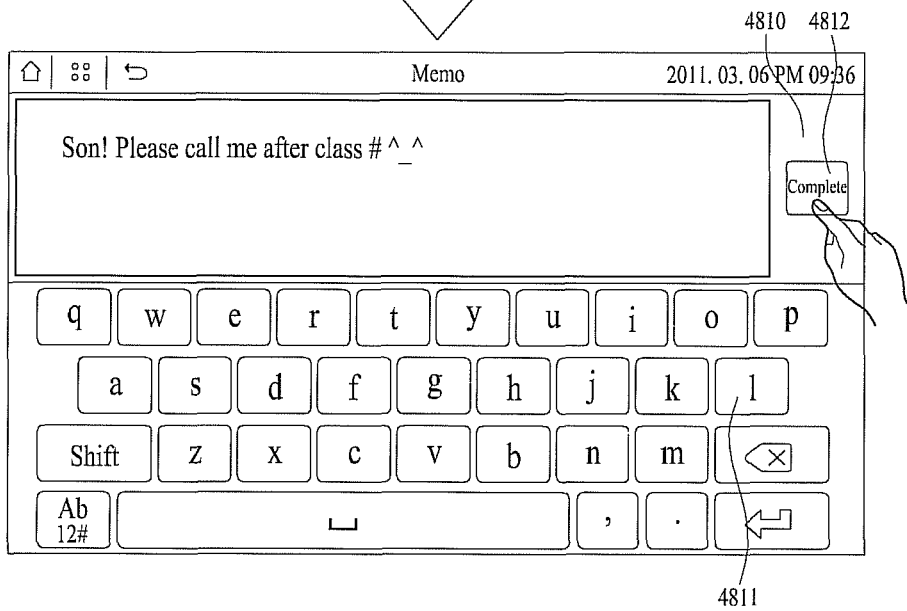 4810 4812
Memo 2011. 03. 06 PM 09:36
Son! Please call me after class # ^_^
Complete
q w e r t y u i o p
a s d f g h j k l
Shift z x c v b n m
Ab
12# , .
4811